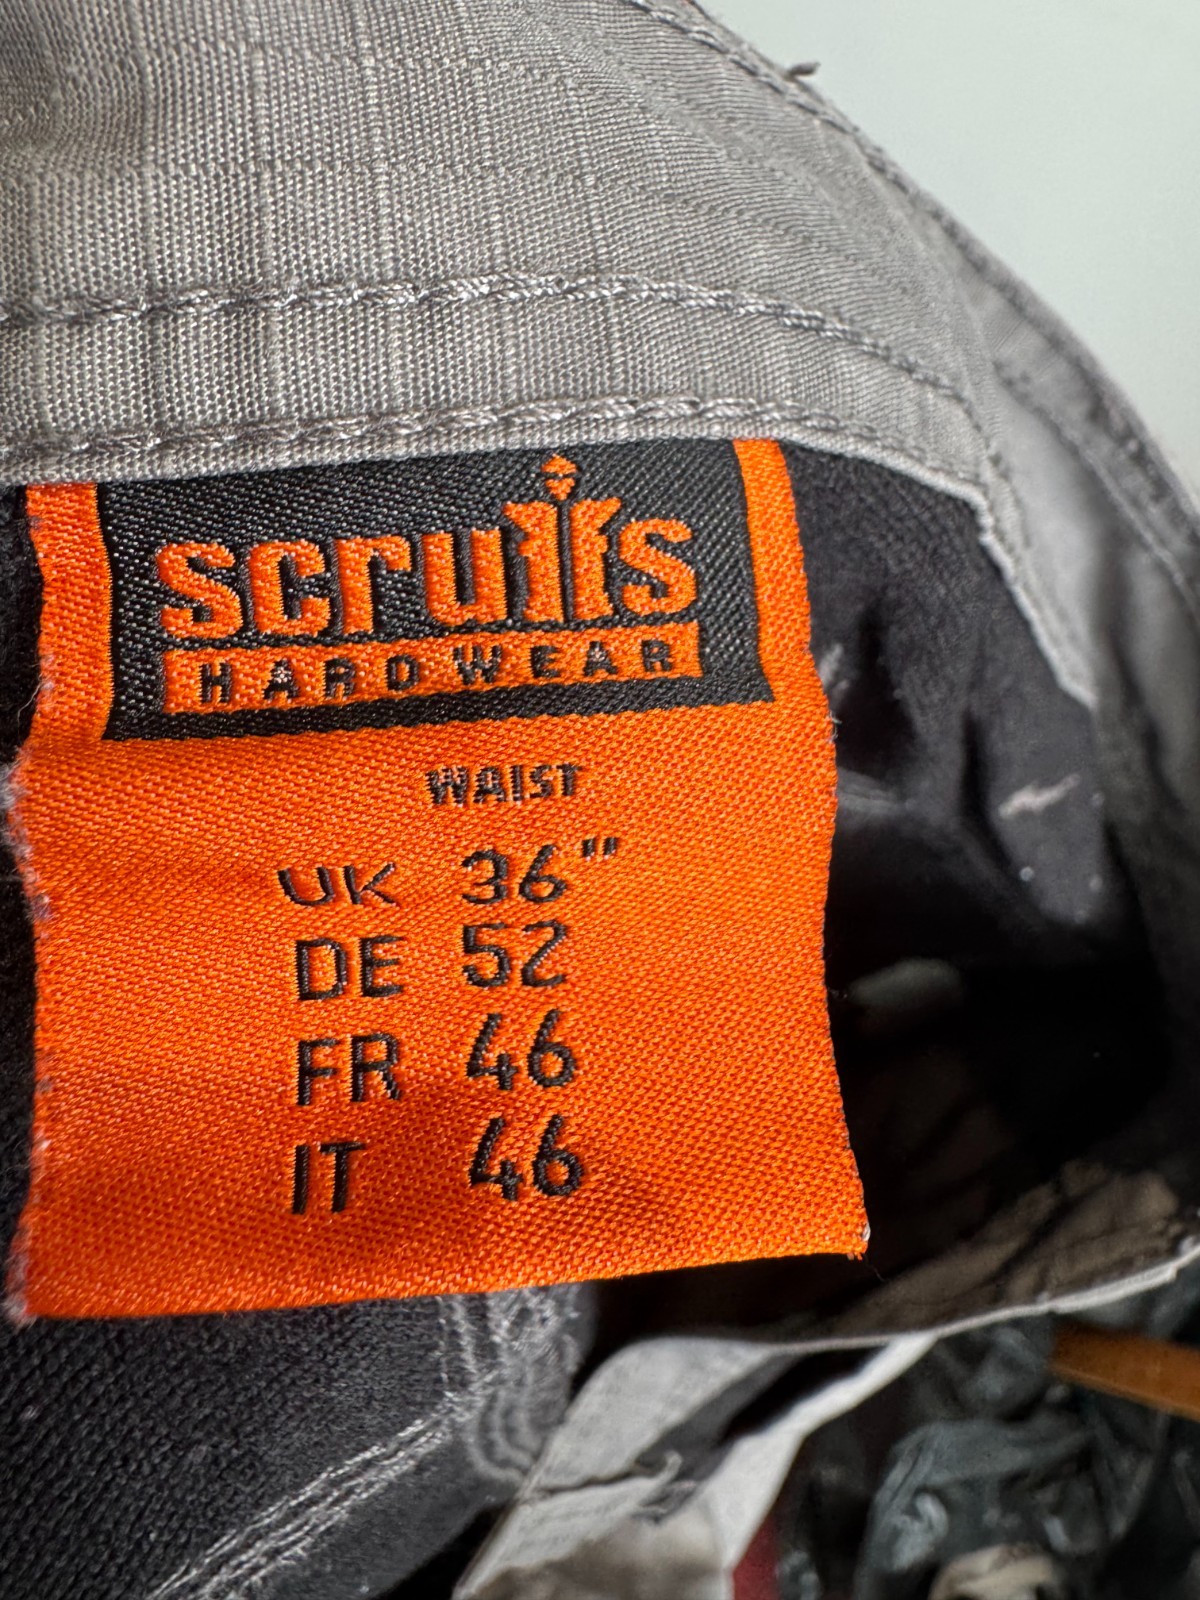 scruffs
HARDWEAR
WAIST
UK 36"
DE 52
FR 46
IT 46